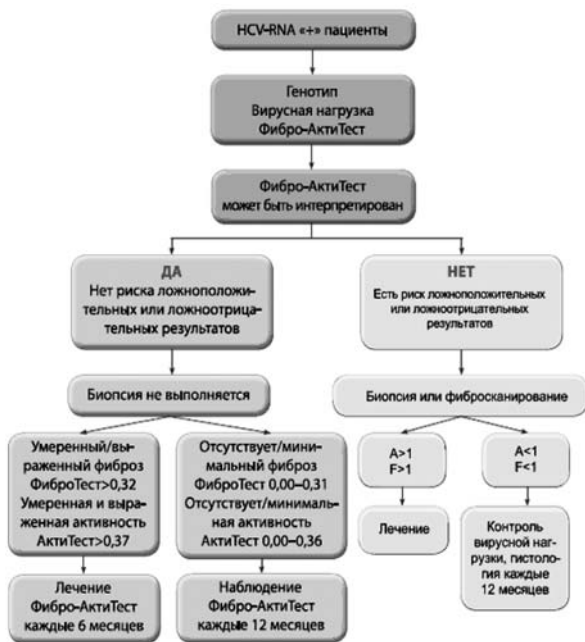 HCV-RNA «+» пациенты
Генотип
Вирусная нагрузка
Фибро-АктиТест
Фибро-АктиТест
может быть интерпретирован
ДА
Нет риска ложноположи-
тельных или ложноотрица-
тельных результатов
НЕТ
Есть риск ложноположительных
или ложноотрицательных
результатов
Биопсия не выполняется
Биопсия или фибросканирование
Умеренный/вы-
раженный фиброз
ФиброТест>0,32
Умеренная и выра-
женная активность
АктиТест>0,37
Отсутствует/мини-
мальный фиброз
ФиброТест 0,00–0,31
Отсутствует/минималь-
ная активность
АктиТест 0,00–0,36
A>1
F>1
A<1
F<1
Лечение
Фибро-АктиТест
каждые 6 месяцев
Наблюдение
Фибро-АктиТест
каждые 12 месяцев
Лечение
Контроль
вирусной наг-
рузки, гистоло-
гия каждые
12 месяцев